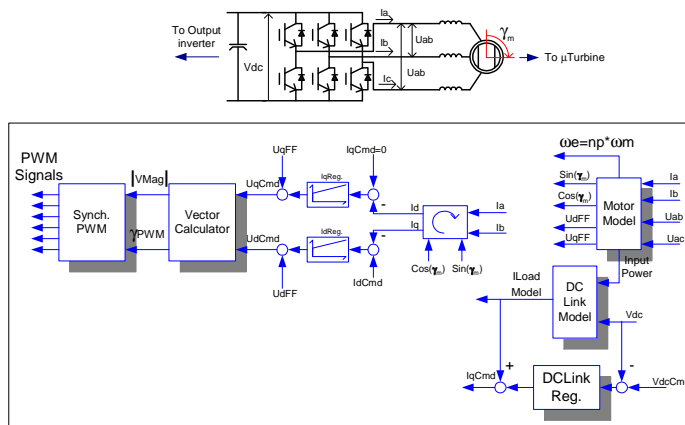 To Output
inverter
Vdc
Ia
Ib
Ic
Uab
Uab
γm
To µTurbine
PWM
Signals
Synch.
PWM
|VMag|
γPWM
Vector
Calculator
UqFF
UqCmd
UdCmd
UdFF
IqReg.
IdReg.
IqCmd=0
-
-
IdCmd
Id
Iq
Ia
Ib
Cos(γm)
Sin(γm)
ωe=np*ωm
Sin(γm)
Cos(γm)
UdFF
UqFF
Motor
Model
Ia
Ib
Uab
Uac
Input
Power
ILoad
Model
DC
Link
Model
Vdc
+
-
IqCmd
DCLink
Reg.
VdcCm